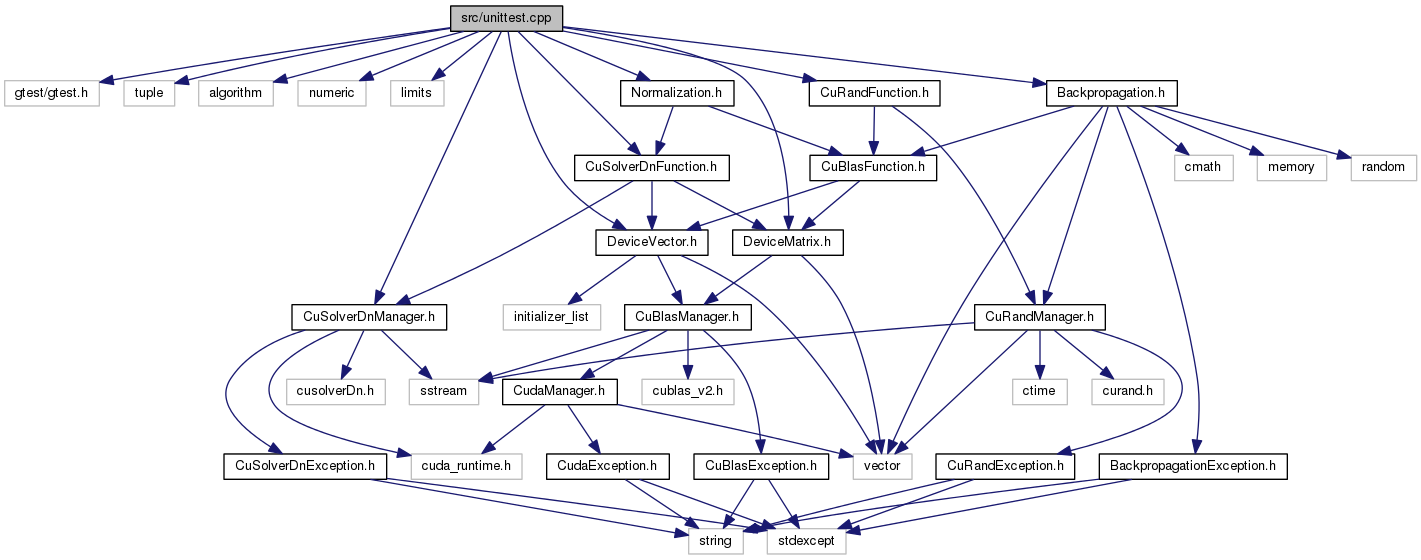 src/unittest.cpp
gtest/gtest.h
tuple
algorithm
numeric
limits
Normalization.h
CuRandFunction.h
Backpropagation.h
CuSolverDnFunction.h
CuBlasFunction.h
cmath
memory
random
DeviceVector.h
DeviceMatrix.h
CuSolverDnManager.h
initializer_list
CuBlasManager.h
CuRandManager.h
cusolverDn.h
sstream
CudaManager.h
cublas_v2.h
ctime
curand.h
CuSolverDnException.h
cuda_runtime.h
CudaException.h
CuBlasException.h
vector
CuRandException.h
BackpropagationException.h
string
stdexcept